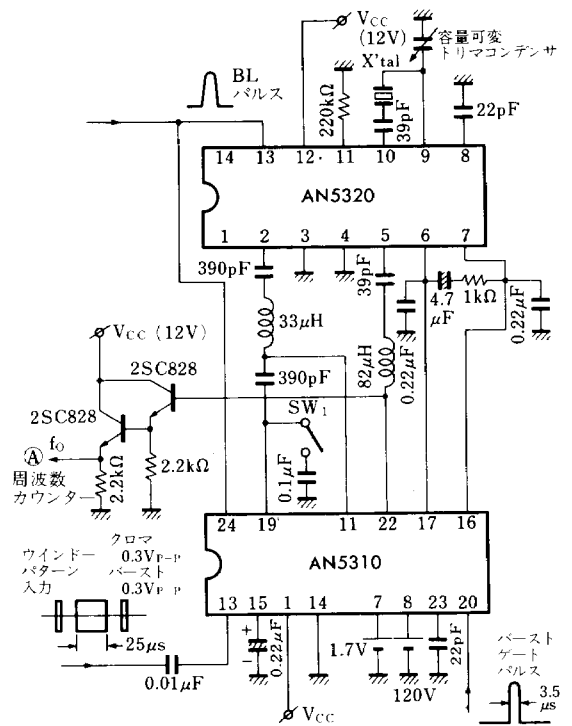 VCC
(12V)
容量可変
トリマコンデンサ
X'tal
BL
パルス
220kΩ
39pF
22pF
14 13 12 11 10 9 8
AN5320
1 2 3 4 5 6 7
390pF
39pF
4.7
μF
1kΩ
0.22μF
33μH
VCC (12V)
82μH
0.22μF
390pF
2SC828
2SC828
SW1
Ⓐ fO
周波数
カウンター
2.2kΩ
2.2kΩ
0.1μF
24 19 11 22 17 16
AN5310
13 15 1 14 7 8 23 20
クロマ
ウインドー 0.3VP-P
パターン バースト
入力 0.3VP-P
25μs
0.01μF
+
−
0.22μF
1.7V
120V
22pF
バースト
ゲート
パルス
3.5
μs
VCC